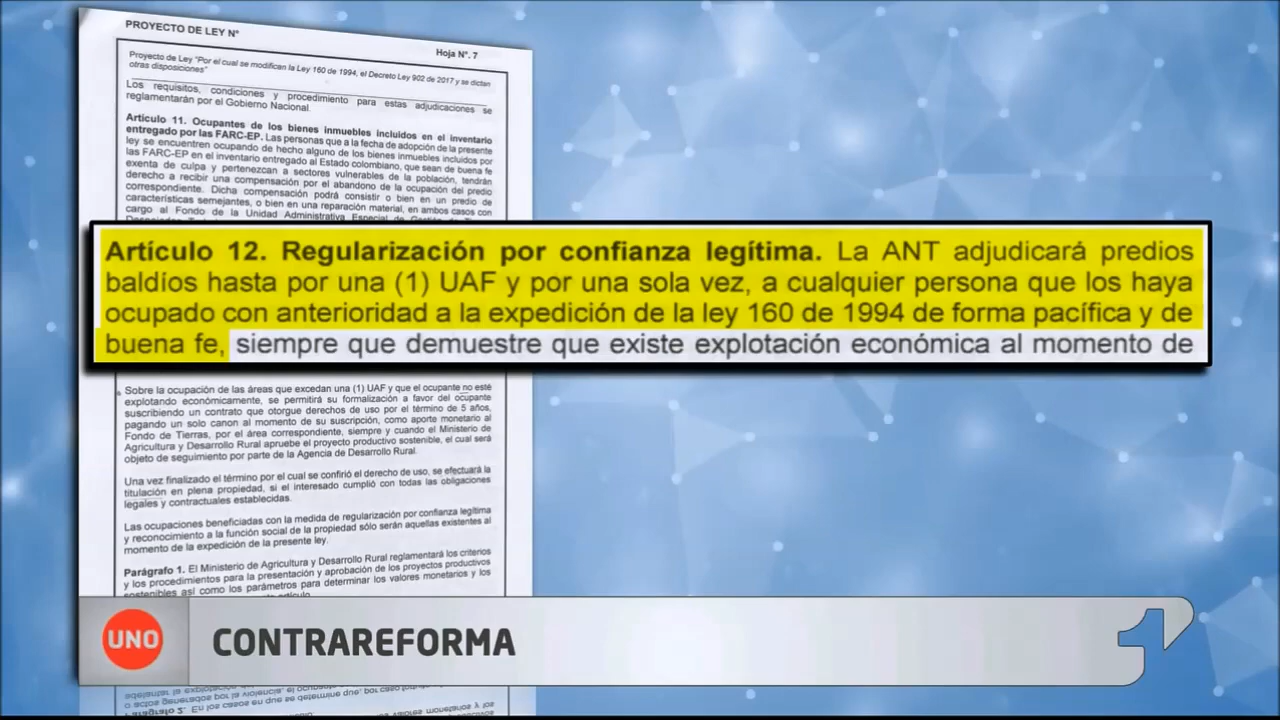 PROYECTO DE LEY N°
Hoja N°. 7
Proyecto de Ley "Por el cual se modifican la Ley 160 de 1994, el Decreto Ley 902 de 2017 y se dictan
otras disposiciones"
Los requisitos, condiciones y procedimiento para estas adjudicaciones se
reglamentarán por el Gobierno Nacional.
Artículo 11. Ocupantes de los bienes inmuebles incluidos en el inventario
entregado por las FARC-EP. Las personas que a la fecha de adopción de la presente
ley se encuentren ocupando de hecho alguno de los bienes inmuebles incluidos por
las FARC-EP en el inventario entregado al Estado colombiano, que sean de buena fe
exenta de culpa y pertenezcan a sectores vulnerables de la población, tendrán
derecho a recibir una compensación por el abandono de la ocupación del predio
correspondiente. Dicha compensación podrá consistir o bien en un predio de
características semejantes, o bien en una reparación material, en ambos casos con
cargo al Fondo de la Unidad Administrativa Especial de Gestión de
Artículo 12. Regularización por confianza legítima. La ANT adjudicará predios
baldíos hasta por una (1) UAF y por una sola vez, a cualquier persona que los haya
ocupado con anterioridad a la expedición de la ley 160 de 1994 de forma pacífica y de
buena fe, siempre que demuestre que existe explotación económica al momento de
Sobre la ocupación de las áreas que excedan una (1) UAF y que el ocupante no esté
explotando económicamente, se permitirá su formalización a favor del ocupante
suscribiendo un contrato que otorgue derechos de uso por el término de 5 años,
pagando un solo canon al momento de su suscripción, como aporte monetario al
Fondo de Tierras, por el área correspondiente, siempre y cuando el Ministerio de
Agricultura y Desarrollo Rural apruebe el proyecto productivo sostenible, el cual será
objeto de seguimiento por parte de la Agencia de Desarrollo Rural.
Una vez finalizado el término por el cual se confirió el derecho de uso, se efectuará la
titulación en plena propiedad, si el interesado cumplió con todas las obligaciones
legales y contractuales establecidas.
Las ocupaciones beneficiadas con la medida de regularización por confianza legítima
y reconocimiento a la función social de la propiedad sólo serán aquellas existentes al
momento de la expedición de la presente ley.
Parágrafo 1. El Ministerio de Agricultura y Desarrollo Rural reglamentará los criterios
y los procedimientos para la presentación y aprobación de los proyectos productivos
sostenibles así como los parámetros para determinar los valores monetarios y los
UNO
CONTRAREFORMA
1